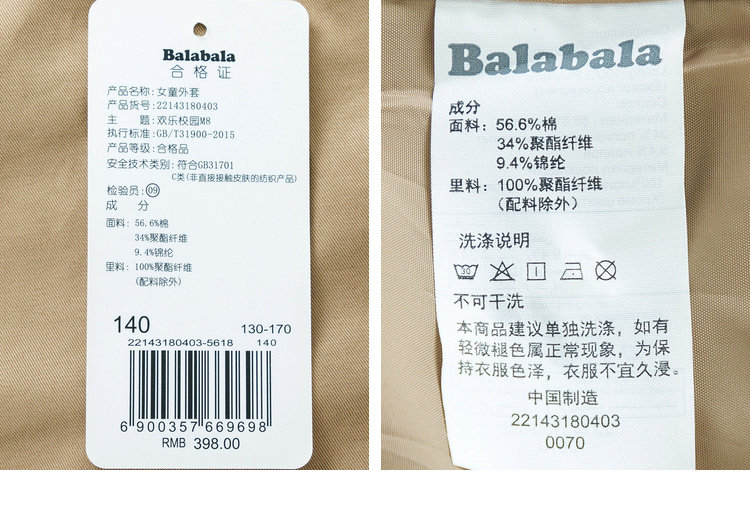 Balabala
合格证
产品名称:女童外套
产品货号:22143180403
主 题:欢乐校园M8
执行标准:GB/T31900-2015
产品等级:合格品
安全技术类别:符合GB31701
C类(非直接接触皮肤的纺织产品)
检验员:09
成 分
面料: 56.6%棉
34%聚酯纤维
9.4%锦纶
里料: 100%聚酯纤维
(配料除外)
140 130-170
22143180403-5618 140
6 900357 669698
RMB 398.00
Balabala
成分
面料: 56.6%棉
34%聚酯纤维
9.4%锦纶
里料: 100%聚酯纤维
(配料除外)
洗涤说明
30
不可干洗
本商品建议单独洗涤，如有
轻微褪色属正常现象，为保
持衣服色泽，衣服不宜久浸。
中国制造
22143180403
0070